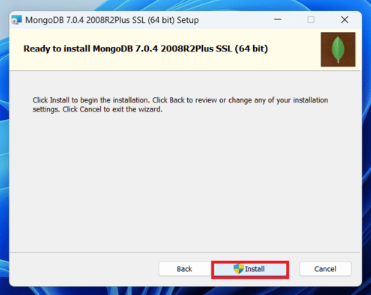 MongoDB 7.0.4 2008R2Plus SSL (64 bit) Setup
Ready to install MongoDB 7.0.4 2008R2Plus SSL (64 bit)
Click Install to begin the installation. Click Back to review or change any of your installation
settings. Click Cancel to exit the wizard.
Back Install Cancel